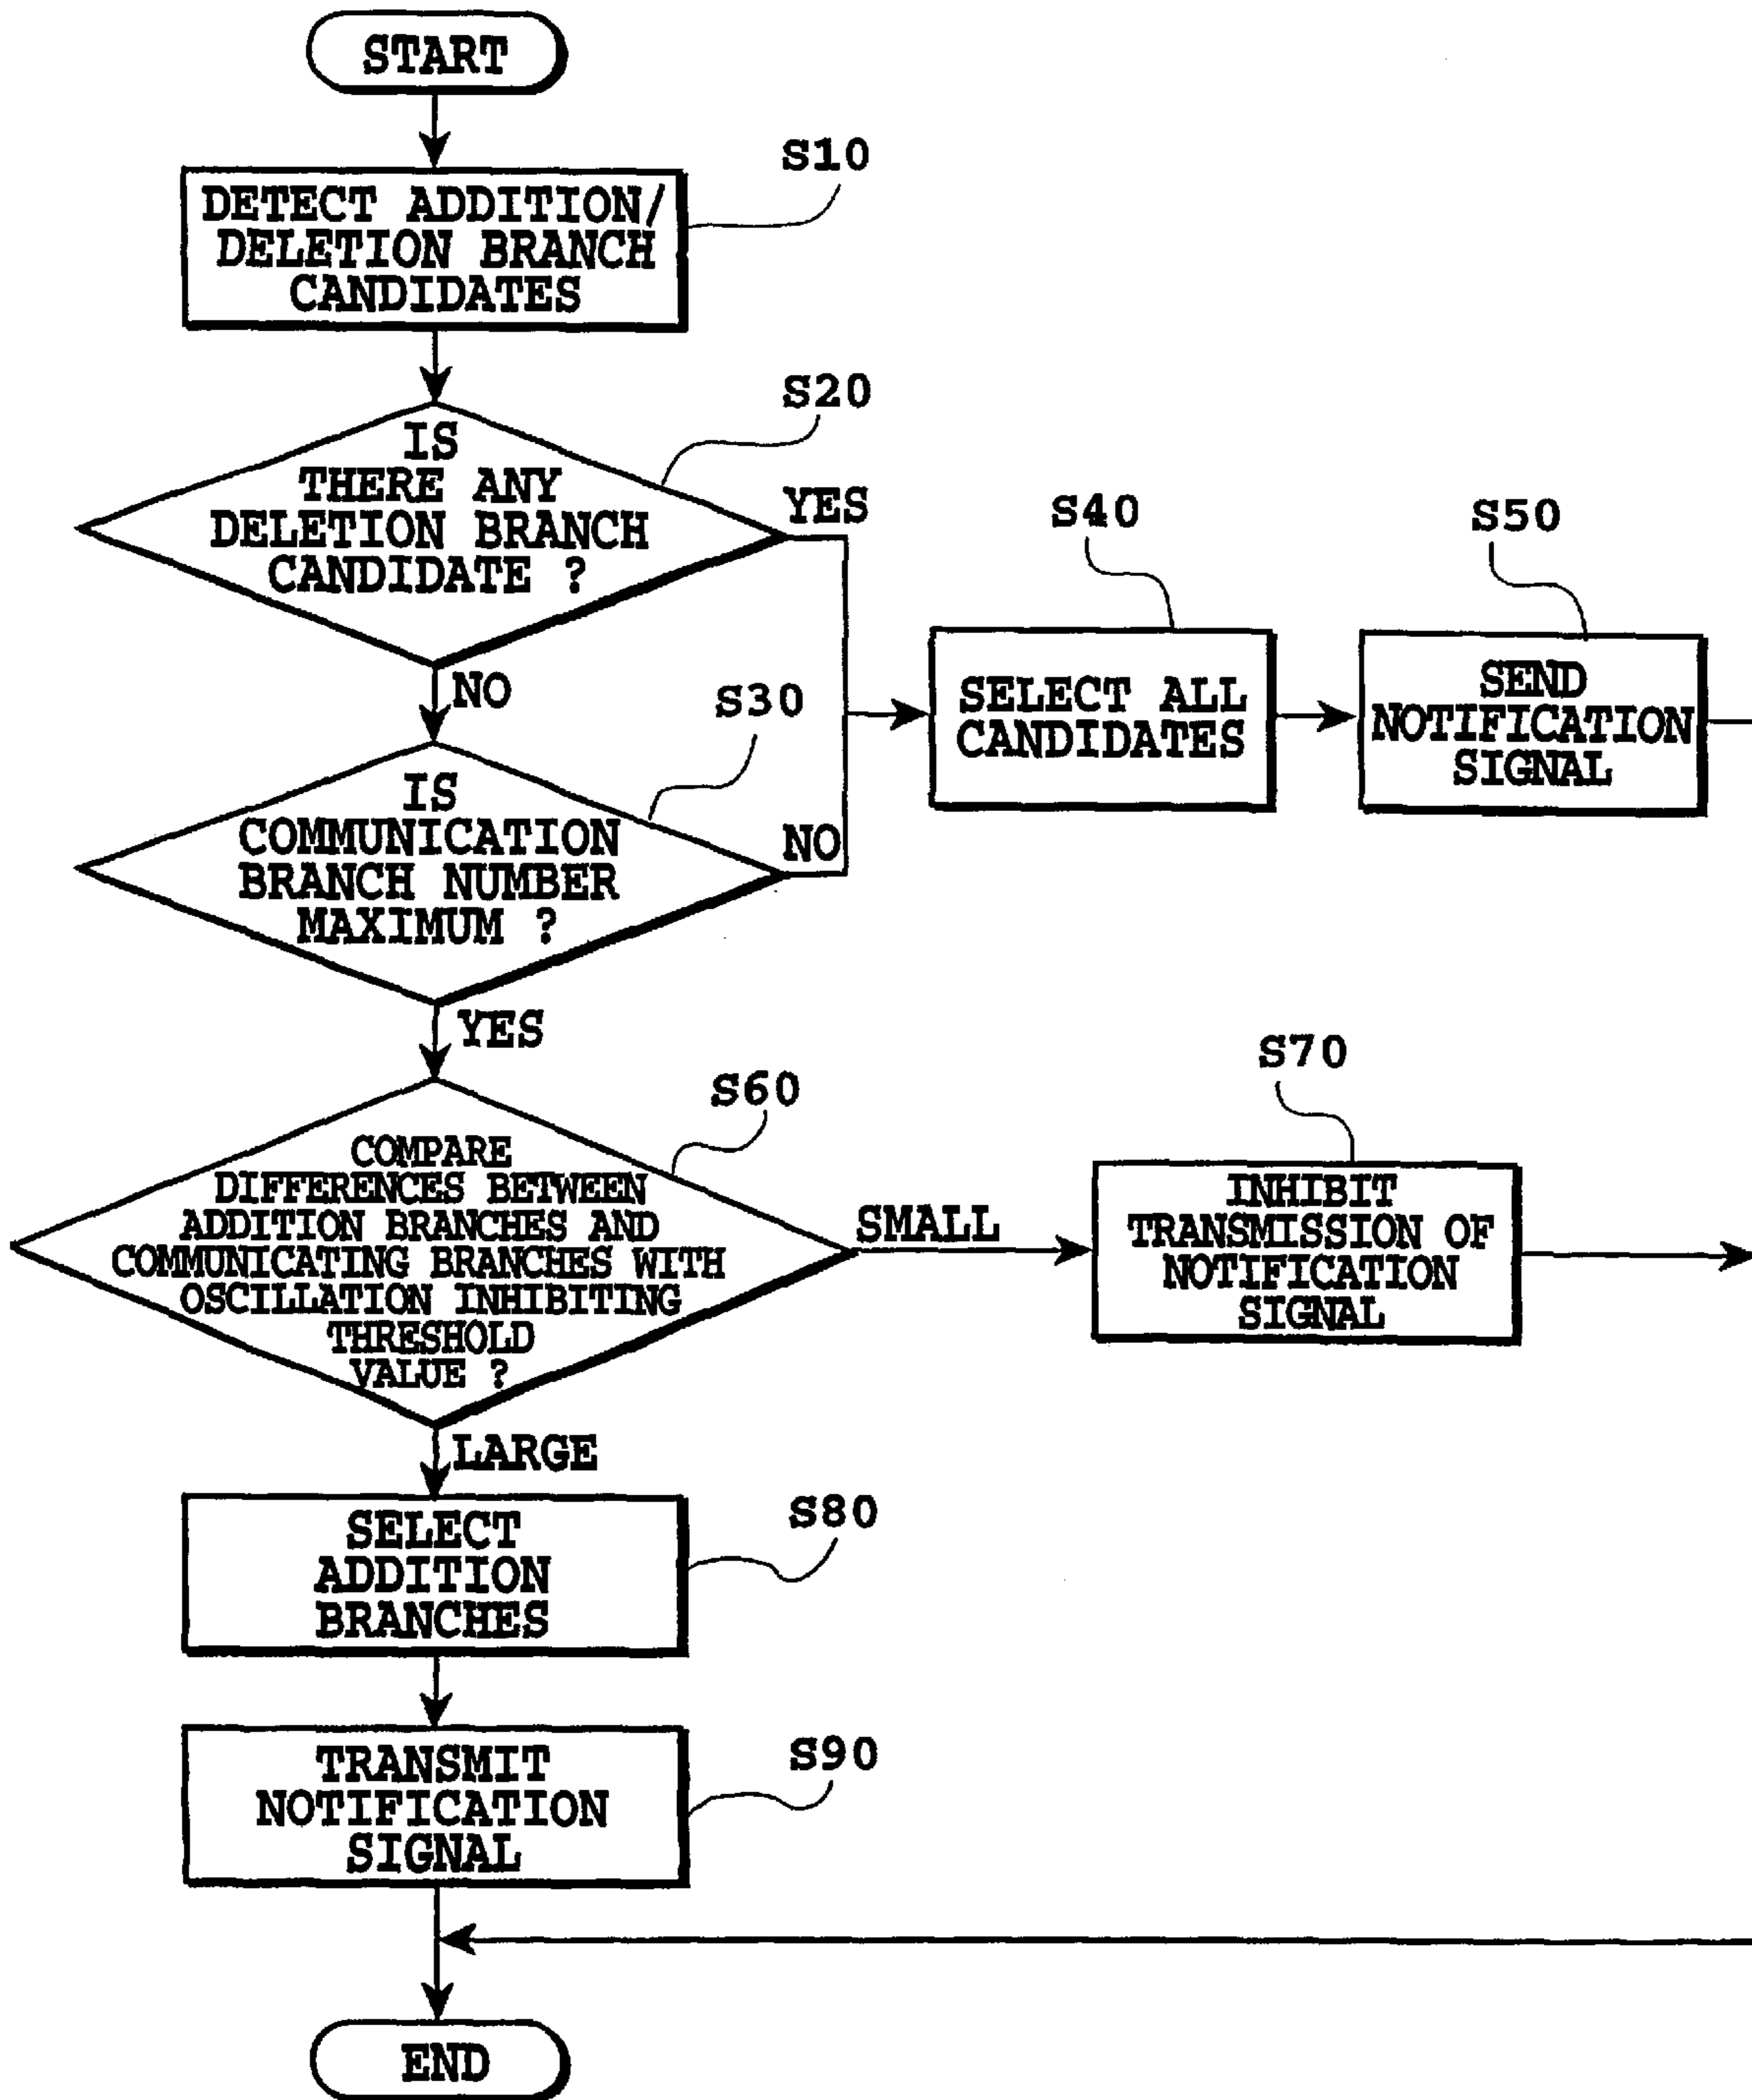 START
S10
DETECT ADDITION/
DELETION BRANCH
CANDIDATES
S20
IS
THERE ANY
DELETION BRANCH
CANDIDATE ?
YES
NO
S30
IS
COMMUNICATION
BRANCH NUMBER
MAXIMUM ?
NO
YES
S40
SELECT ALL
CANDIDATES
S50
SEND
NOTIFICATION
SIGNAL
S60
COMPARE
DIFFERENCES BETWEEN
ADDITION BRANCHES AND
COMMUNICATING BRANCHES WITH
OSCILLATION INHIBITING
THRESHOLD
VALUE ?
SMALL
LARGE
S70
INHIBIT
TRANSMISSION OF
NOTIFICATION
SIGNAL
S80
SELECT
ADDITION
BRANCHES
S90
TRANSMIT
NOTIFICATION
SIGNAL
END